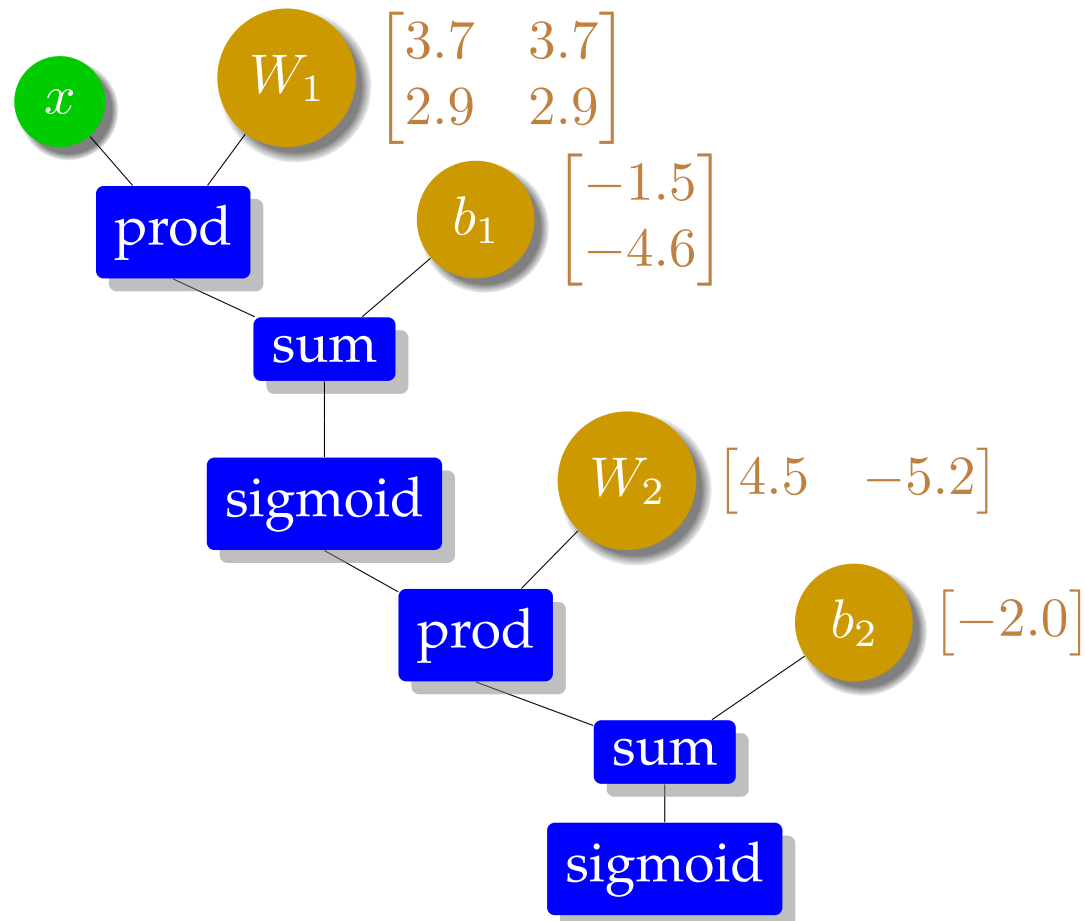 x
W₁
3.7 3.7
2.9 2.9
prod
b₁
−1.5
−4.6
sum
sigmoid
W₂
[4.5 −5.2]
prod
b₂
[−2.0]
sum
sigmoid